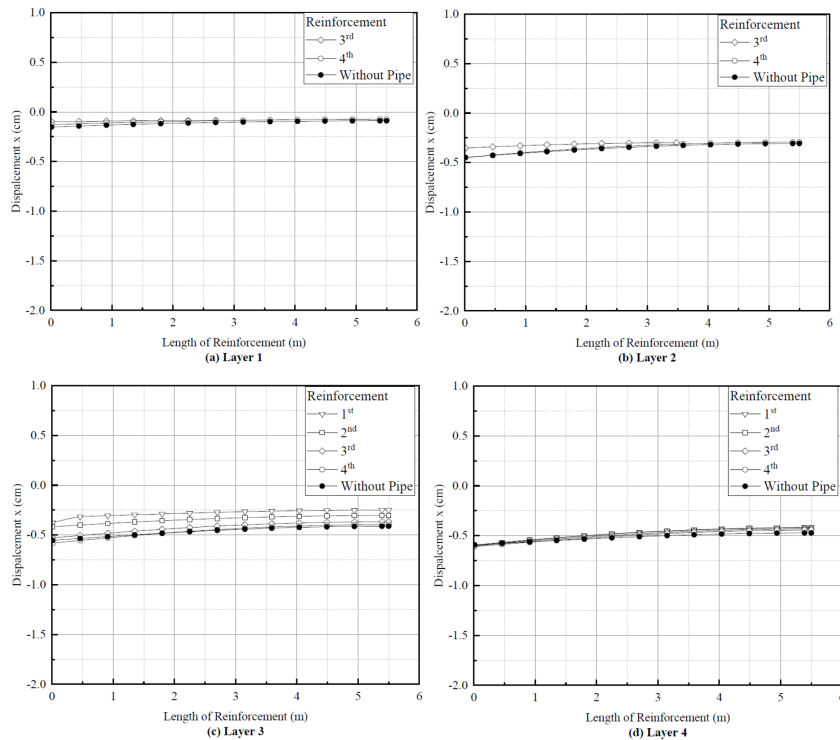 Reinforcement
3rd
4th
Without Pipe
1.0
0.5
0.0
-0.5
-1.0
-1.5
-2.0
Dispalcement x (cm)
0 1 2 3 4 5 6
Length of Reinforcement (m)
(a) Layer 1
Reinforcement
3rd
4th
Without Pipe
1.0
0.5
0.0
-0.5
-1.0
-1.5
-2.0
Dispalcement x (cm)
0 1 2 3 4 5 6
Length of Reinforcement (m)
(b) Layer 2
Reinforcement
1st
2nd
3rd
4th
Without Pipe
1.0
0.5
0.0
-0.5
-1.0
-1.5
-2.0
Dispalcement x (cm)
0 1 2 3 4 5 6
Length of Reinforcement (m)
(c) Layer 3
Reinforcement
1st
2nd
3rd
4th
Without Pipe
1.0
0.5
0.0
-0.5
-1.0
-1.5
-2.0
Dispalcement x (cm)
0 1 2 3 4 5 6
Length of Reinforcement (m)
(d) Layer 4